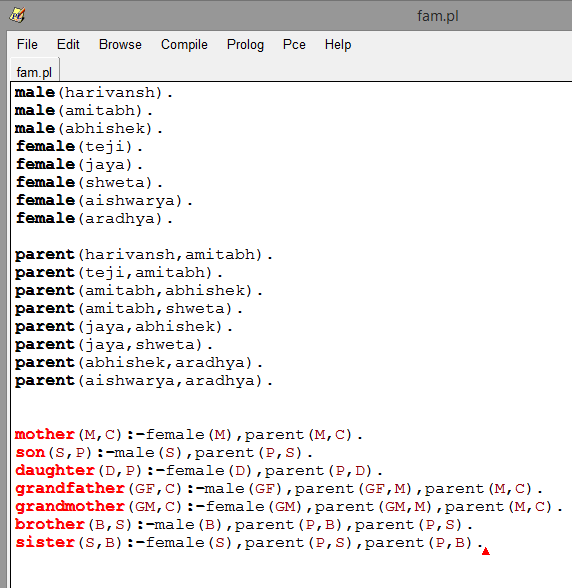 fam.pl
File Edit Browse Compile Prolog Pce Help
fam.pl
male(harivansh).
male(amitabh).
male(abhishek).
female(teji).
female(jaya).
female(shweta).
female(aishwarya).
female(aradhya).
parent(harivansh,amitabh).
parent(teji,amitabh).
parent(amitabh,abhishek).
parent(amitabh,shweta).
parent(jaya,abhishek).
parent(jaya,shweta).
parent(abhishek,aradhya).
parent(aishwarya,aradhya).
mother(M,C):-female(M),parent(M,C).
son(S,P):-male(S),parent(P,S).
daughter(D,P):-female(D),parent(P,D).
grandfather(GF,C):-male(GF),parent(GF,M),parent(M,C).
grandmother(GM,C):-female(GM),parent(GM,M),parent(M,C).
brother(B,S):-male(B),parent(P,B),parent(P,S).
sister(S,B):-female(S),parent(P,S),parent(P,B).